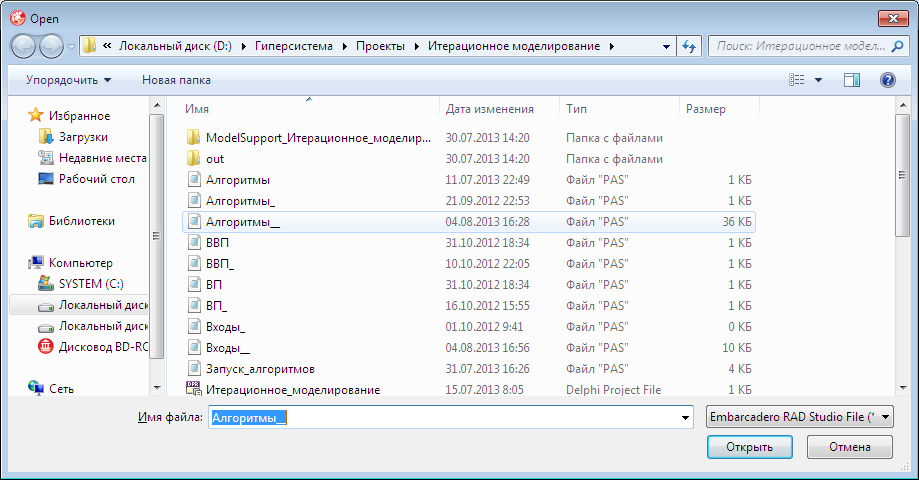 Open
« Локальный диск (D:) Гиперсистема Проекты Итерационное моделирование Поиск: Итерационное модел...
Упорядочить Новая папка
Избранное
Загрузки
Недавние места
Рабочий стол
Библиотеки
Компьютер
SYSTEM (C:)
Локальный диск
Локальный диск
Дисковод BD-RO
Сеть
Имя Дата изменения Тип Размер
ModelSupport_Итерационное_моделир... 30.07.2013 14:20 Папка с файлами
out 30.07.2013 14:20 Папка с файлами
Алгоритмы 11.07.2013 22:49 Файл "PAS" 1 КБ
Алгоритмы_ 21.09.2012 22:53 Файл "PAS" 1 КБ
Алгоритмы__ 04.08.2013 16:28 Файл "PAS" 36 КБ
ВВП 31.10.2012 18:34 Файл "PAS" 1 КБ
ВВП_ 10.10.2012 22:05 Файл "PAS" 1 КБ
ВП 31.10.2012 18:34 Файл "PAS" 1 КБ
ВП_ 16.10.2012 15:55 Файл "PAS" 1 КБ
Входы_ 01.10.2012 9:41 Файл "PAS" 0 КБ
Входы__ 04.08.2013 16:56 Файл "PAS" 10 КБ
Запуск_алгоритмов 31.07.2013 16:26 Файл "PAS" 4 КБ
Итерационное_моделирование 15.07.2013 8:05 Delphi Project File 1 КБ
Имя файла: Алгоритмы__ Embarcadero RAD Studio File (*
Открыть Отмена